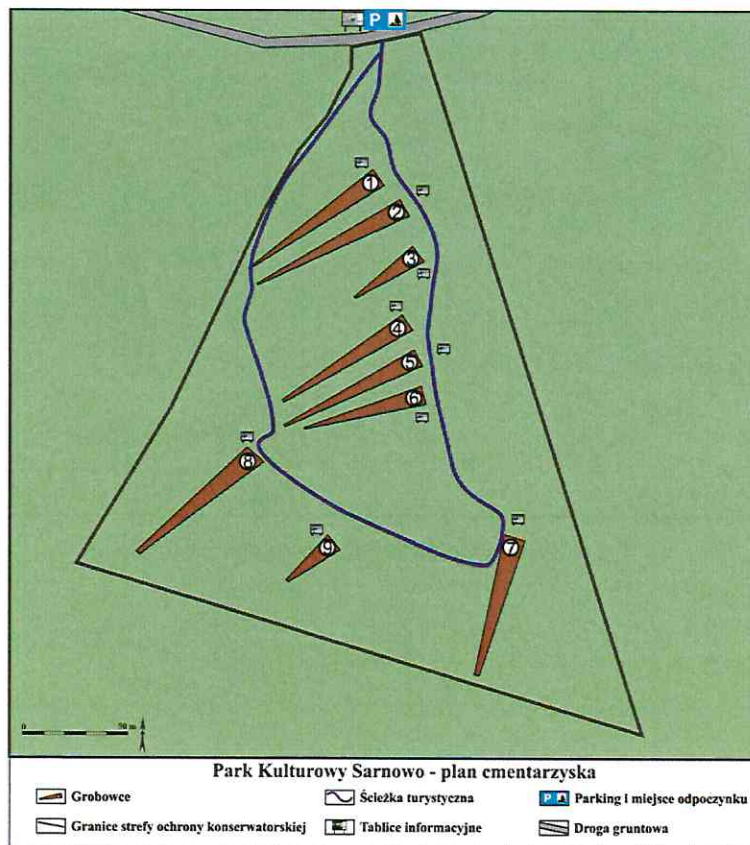 P
1
2
3
4
5
6
8
9
7
0 50 m
Park Kulturowy Sarnowo - plan cmentarzyska
Grobowce Ścieżka turystyczna P Parking i miejsce odpoczynku
Granice strefy ochrony konserwatorskiej Tablice informacyjne Droga gruntowa